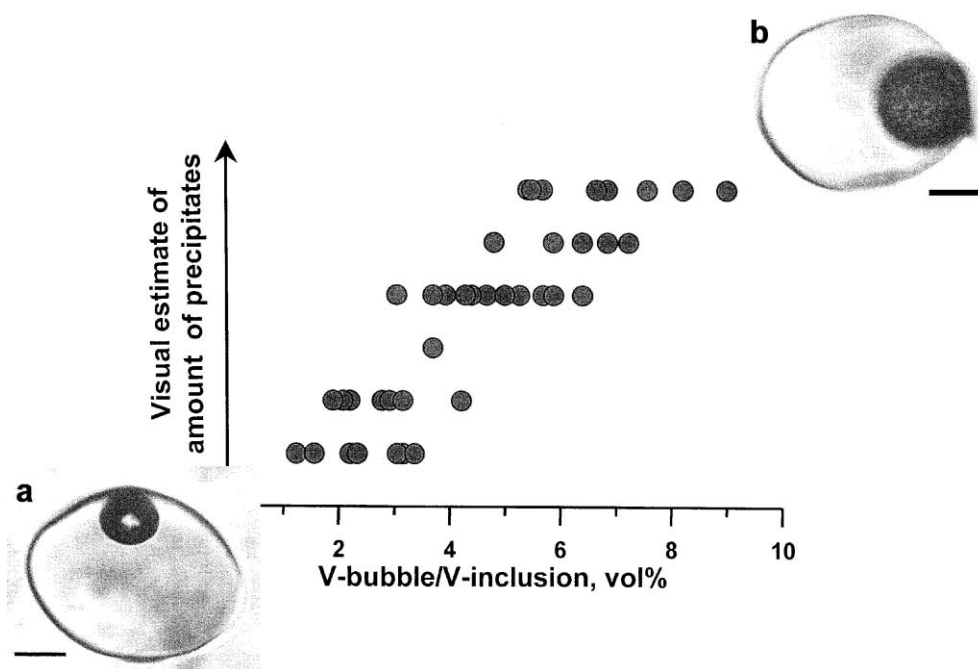 b
Visual estimate of
amount of precipitates
a
2 4 6 8 10
V-bubble/V-inclusion, vol%